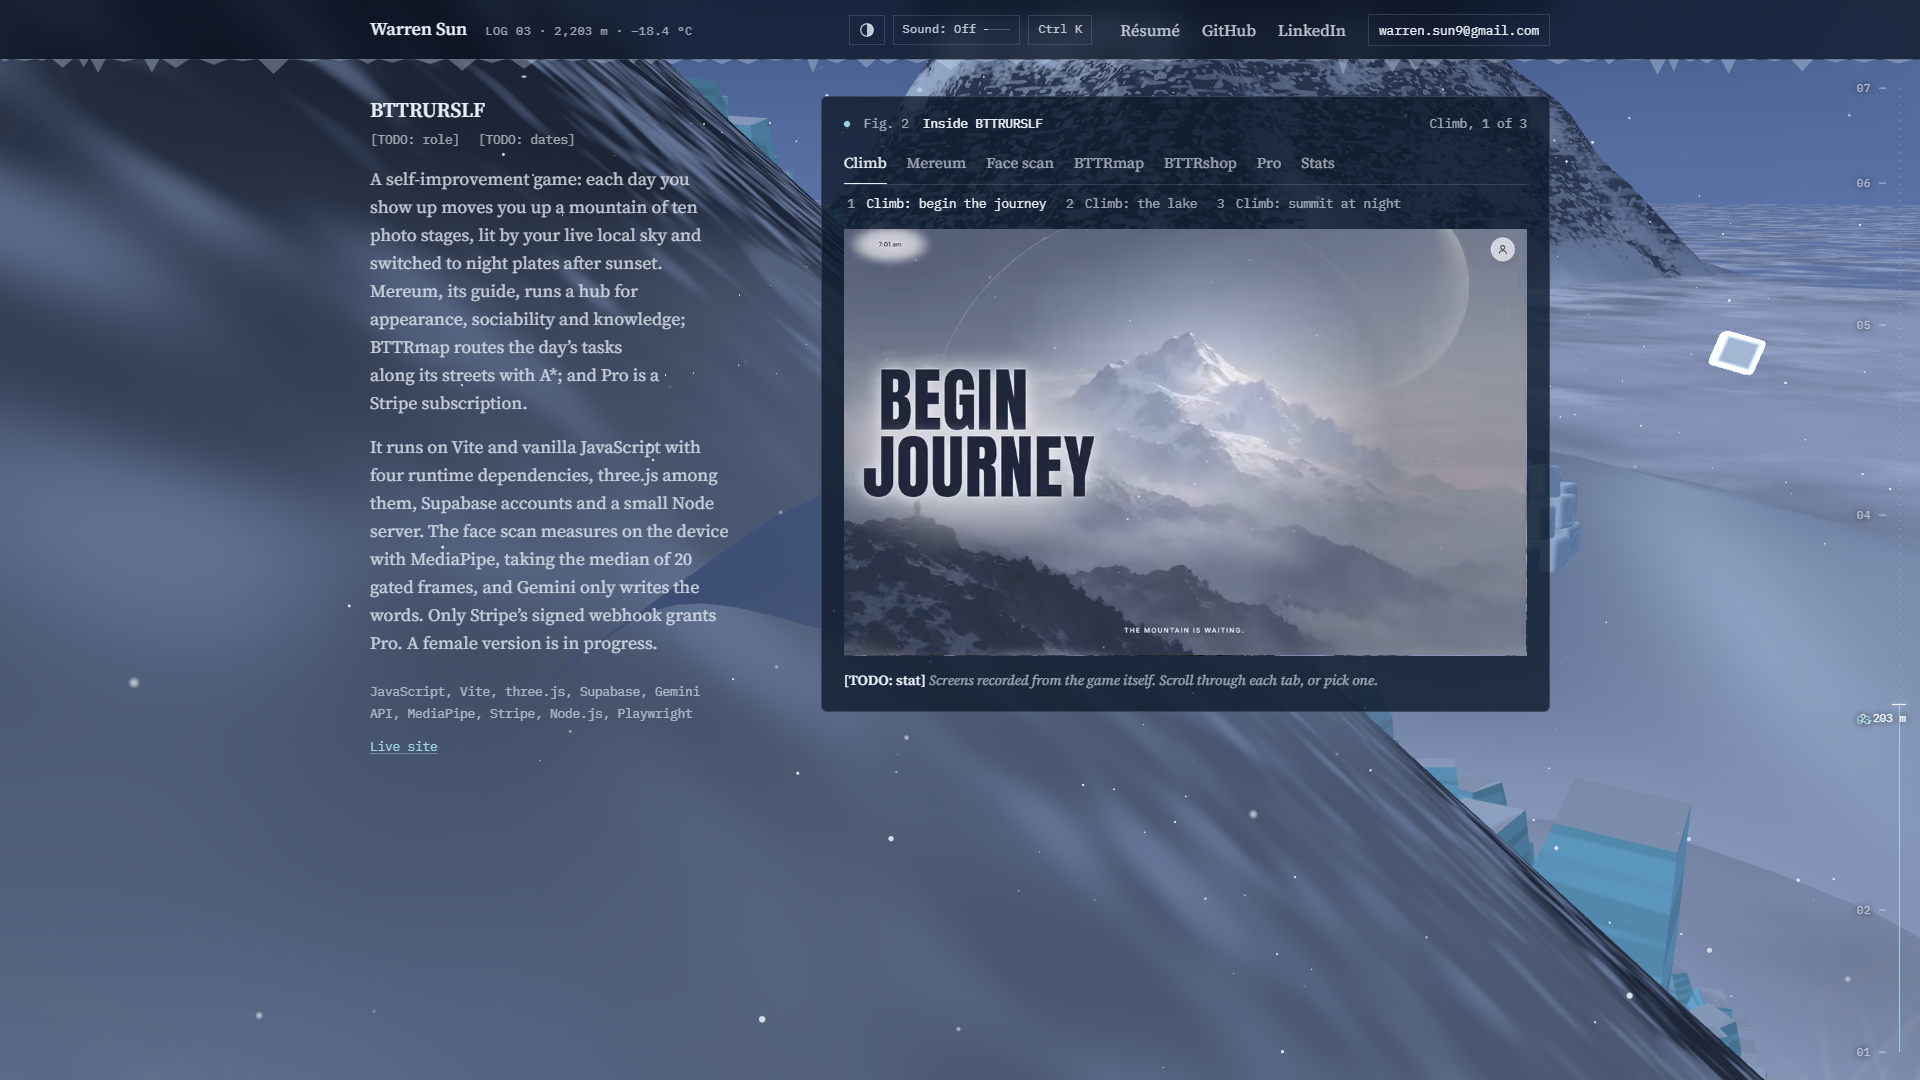 Warren Sun
LOG 03 · 2,203 m · −18.4 °C
Sound: Off
Ctrl K
Résumé
GitHub
LinkedIn
warren.sun9@gmail.com
BTTRURSLF
[TODO: role] [TODO: dates]
A self-improvement game: each day you
show up moves you up a mountain of ten
photo stages, lit by your live local sky and
switched to night plates after sunset.
Mereum, its guide, runs a hub for
appearance, sociability and knowledge;
BTTRmap routes the day’s tasks
along its streets with A*; and Pro is a
Stripe subscription.
It runs on Vite and vanilla JavaScript with
four runtime dependencies, three.js among
them, Supabase accounts and a small Node
server. The face scan measures on the device
with MediaPipe, taking the median of 20
gated frames, and Gemini only writes the
words. Only Stripe’s signed webhook grants
Pro. A female version is in progress.
JavaScript, Vite, three.js, Supabase, Gemini
API, MediaPipe, Stripe, Node.js, Playwright
Live site
Fig. 2 Inside BTTRURSLF
Climb, 1 of 3
Climb Mereum Face scan BTTRmap BTTRshop Pro Stats
1 Climb: begin the journey 2 Climb: the lake 3 Climb: summit at night
7:01 am
BEGIN
JOURNEY
THE MOUNTAIN IS WAITING.
[TODO: stat] Screens recorded from the game itself. Scroll through each tab, or pick one.
07
06
05
04
2,203 m
02
01